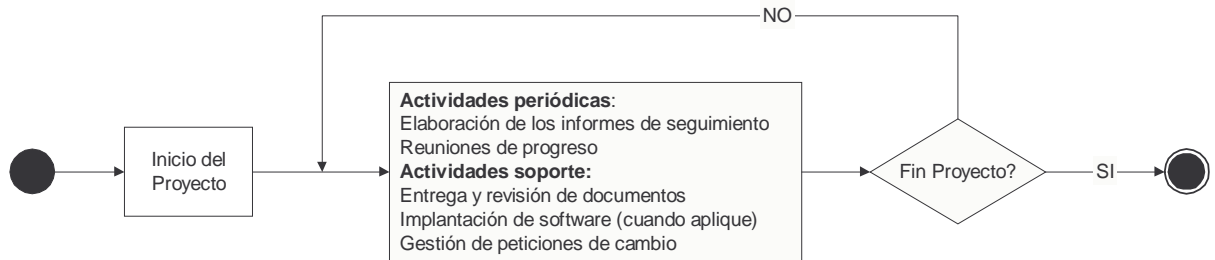 NO
Actividades periódicas:
Elaboración de los informes de seguimiento
Reuniones de progreso
Actividades soporte:
Entrega y revisión de documentos
Implantación de software (cuando aplique)
Gestión de peticiones de cambio
Inicio del
Proyecto
Fin Proyecto?
SI